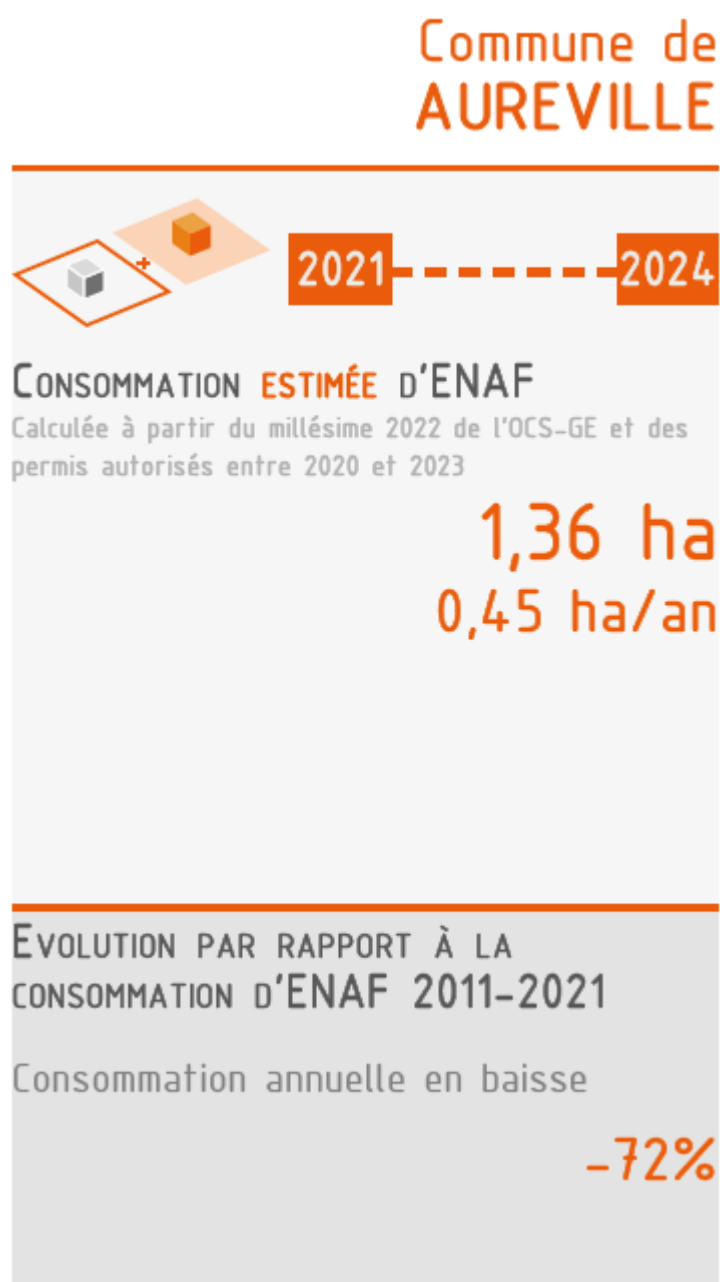 Commune de
AUREVILLE
2021 2024
CONSOMMATION ESTIMÉE D'ENAF
Calculée à partir du millésime 2022 de l'OCS-GE et des
permis autorisés entre 2020 et 2023
1,36 ha
0,45 ha/an
EVOLUTION PAR RAPPORT À LA
CONSOMMATION D'ENAF 2011-2021
Consommation annuelle en baisse
-72%